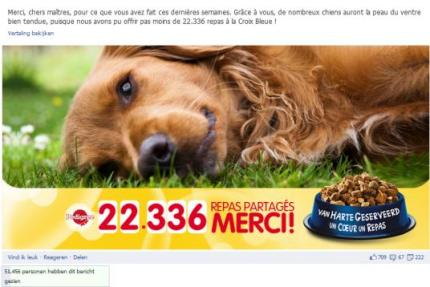 Merci, chers maîtres, pour ce que vous avez fait ces dernières semaines. Grâce à vous, de nombreux chiens auront la peau du ventre
bien tendue, puisque nous avons pu offrir pas moins de 22.336 repas à la Croix Bleue !
Vertaling bekijken
Pedigree
22.336
REPAS PARTAGÉS
MERCI!
VAN HARTE GESERVEERD
UN CŒUR UN REPAS
Vind ik leuk · Reageren · Delen
709 67 222
51.456 personen hebben dit bericht
gezien